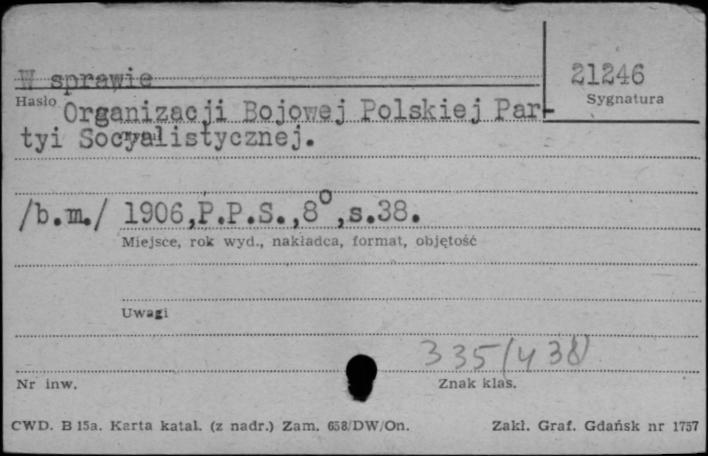 21246
W sprawie
Sygnatura
Hasło
Organizacji Bojowej Polskiej Par-
tyi Socyalistycznej.
/b.m./ 1906,P.P.S.,8°,s.38.
Miejsce, rok wyd., nakładca, format, objętość
Uwagi
335(438)
Nr inw.
Znak klas.
CWD. B 15a. Karta katal. (z nadr.) Zam. 658/DW/On.
Zakł. Graf. Gdańsk nr 1757